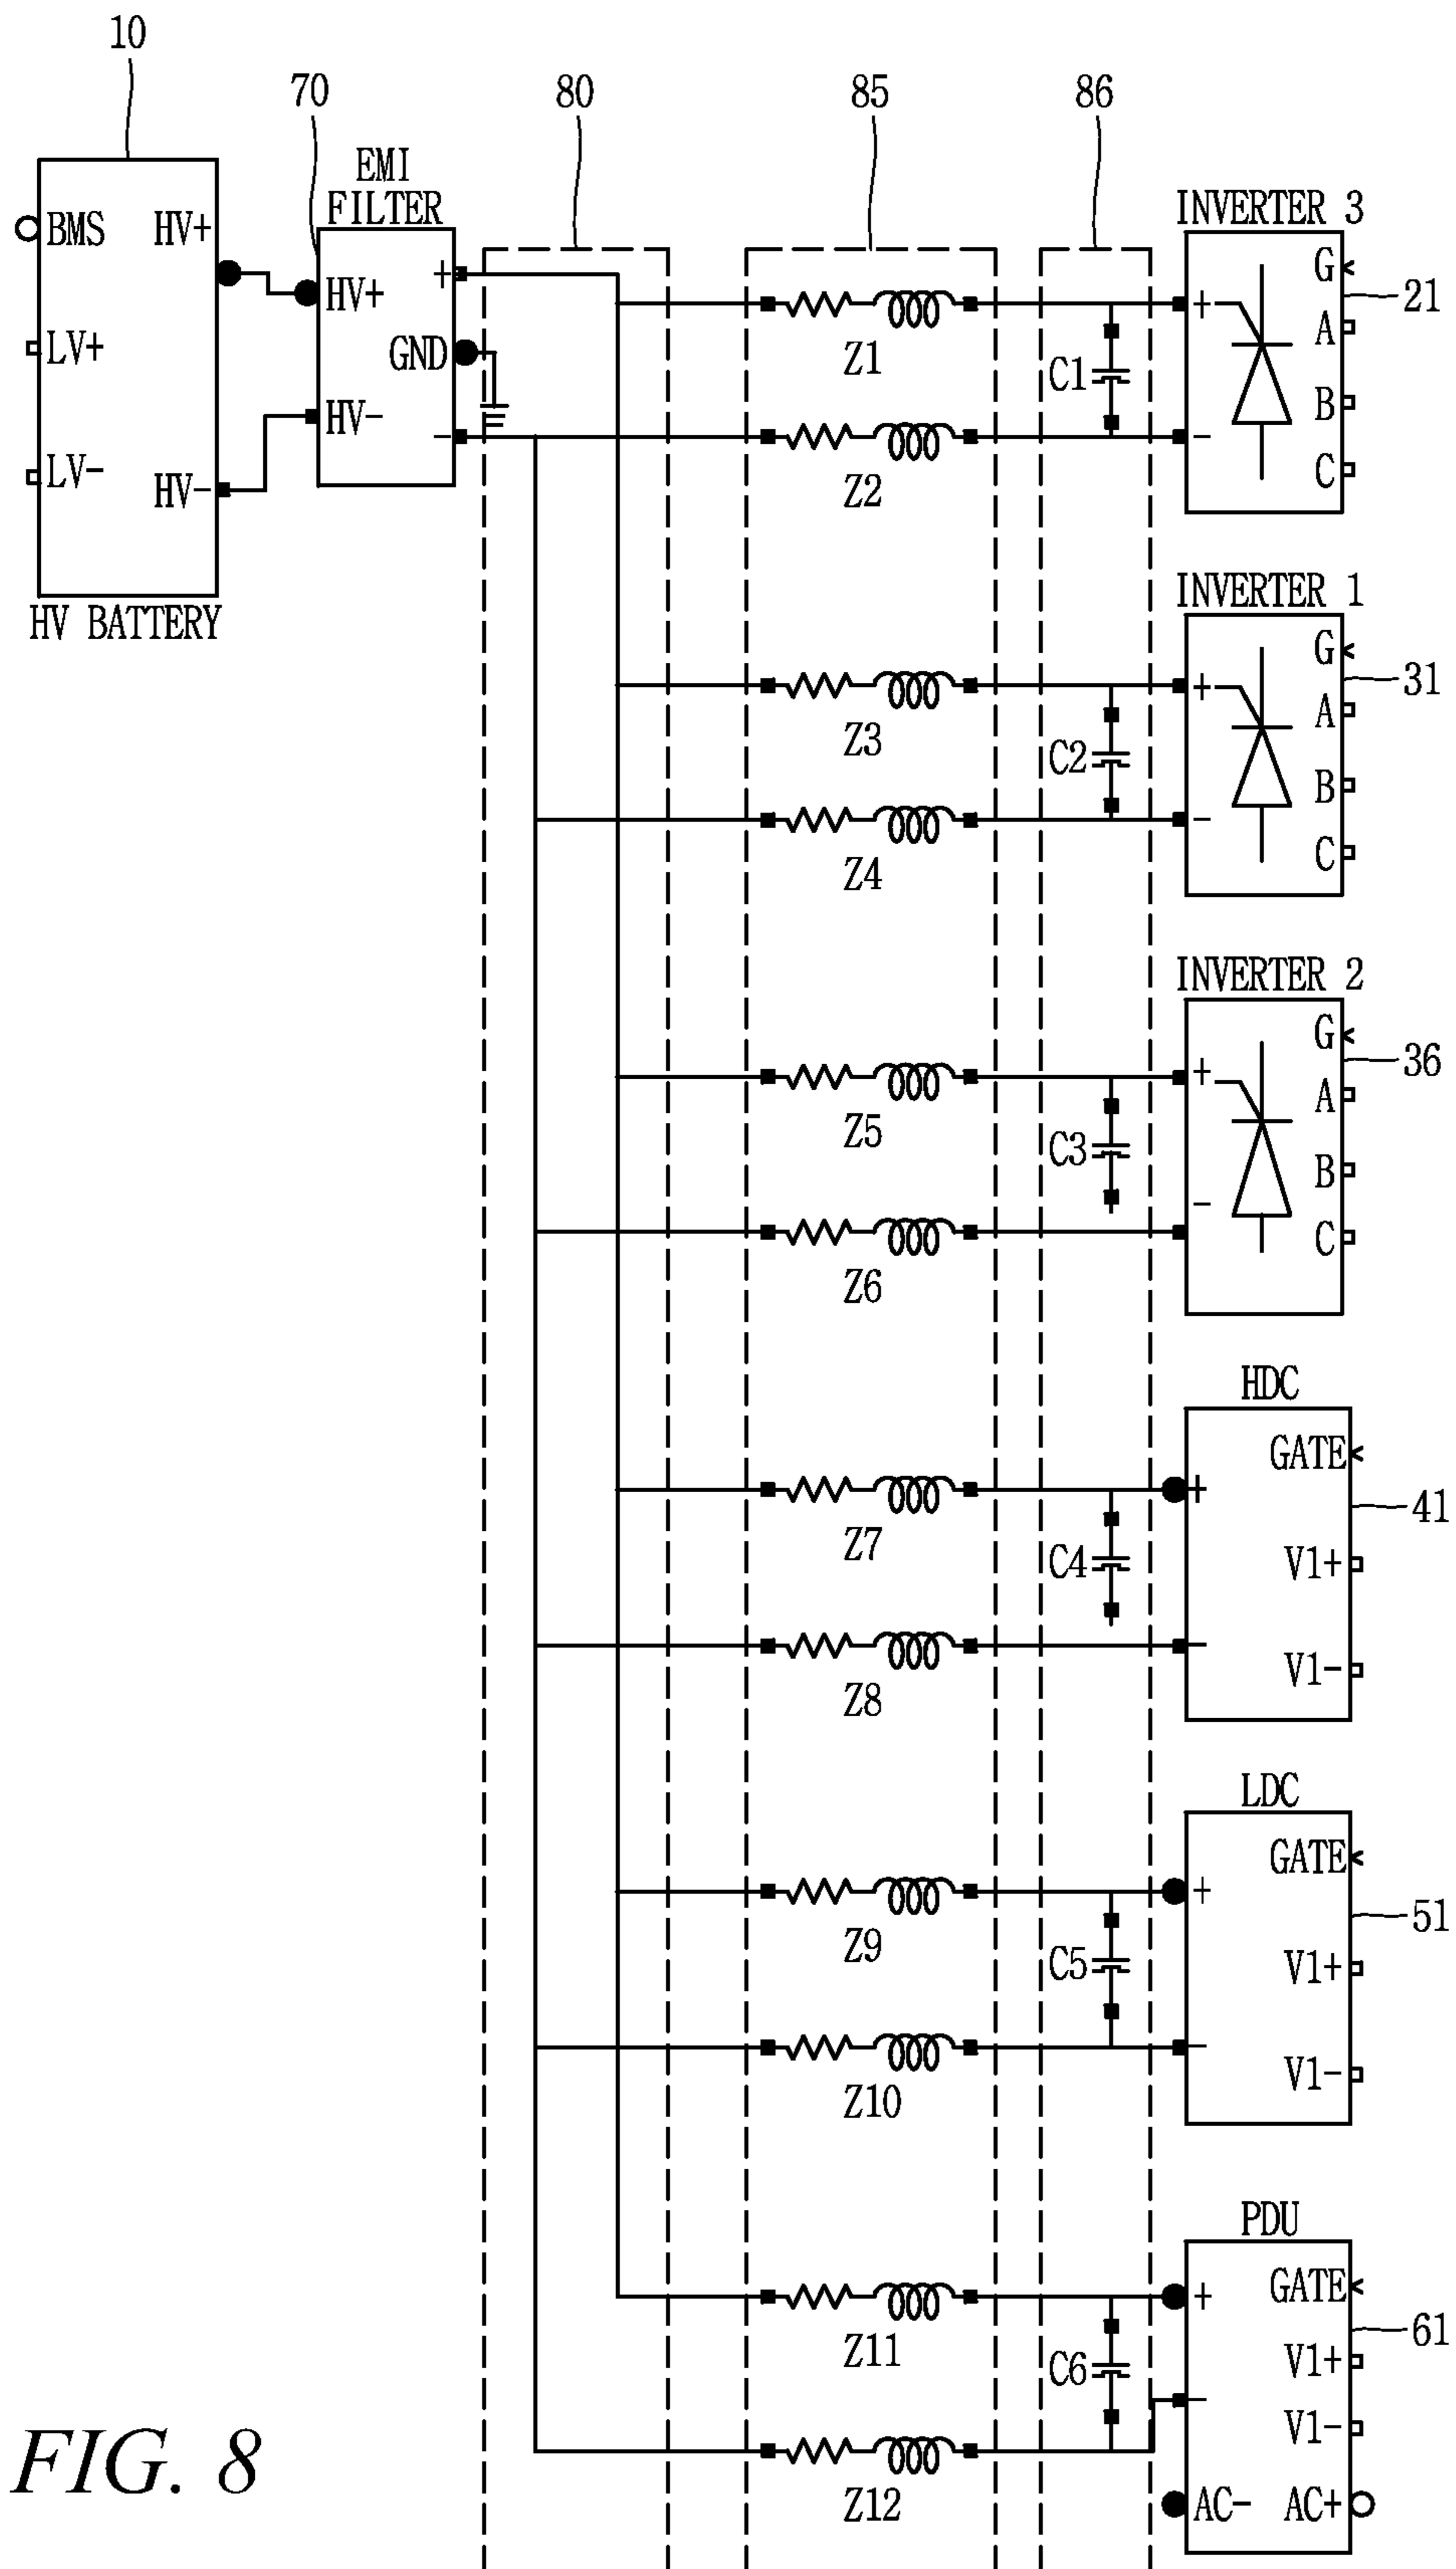 10
70
80
85
86
EMI
FILTER
BMS
HV+
LV+
LV-
HV-
HV BATTERY
HV+
HV-
+
GND
-
Z1
Z2
C1
INVERTER 3
+
-
G
A
B
C
21
Z3
Z4
C2
INVERTER 1
+
-
G
A
B
C
31
Z5
Z6
C3
INVERTER 2
+
-
G
A
B
C
36
Z7
Z8
C4
HDC
+
-
GATE
V1+
V1-
41
Z9
Z10
C5
LDC
+
-
GATE
V1+
V1-
51
Z11
Z12
C6
PDU
+
-
GATE
V1+
V1-
AC-
AC+
61
FIG. 8